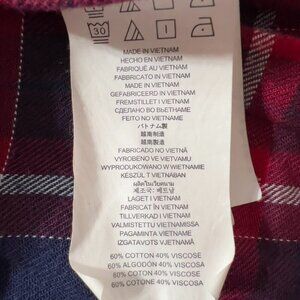 30
MADE IN VIETNAM
HECHO EN VIETNAM
FABRIQUÉ AU VIETNAM
FABBRICATO IN VIETNAM
MADE IN VIETNAM
GEFABRICEERD IN VIETNAM
FREMSTILLET I VIETNAM
СДЕЛАНО ВО ВЬЕТНАМЕ
FEITO NO VIETNAME
ベトナム製
越南制造
越南製造
FABRICADO NO VIETNÃ
VYROBENO VE VIETNAMU
WYPRODUKOWANO W WIETNAMIE
KÉSZÜLT VIETNABAN
ผลิตในเวียดนาม
제조국: 베트남
LAGET I VIETNAM
FABRICAT ÎN VIETNAM
TILLVERKAD I VIETNAM
VALMISTETTU VIETNAMISSA
PAGAMINTA VIETNAME
IZGATAVOTS VJETNAMĀ
60% COTTON 40% VISCOSE
60% ALGODÓN 40% VISCOSA
60% COTON 40% VISCOSE
60% COTONE 40% VISCOSA